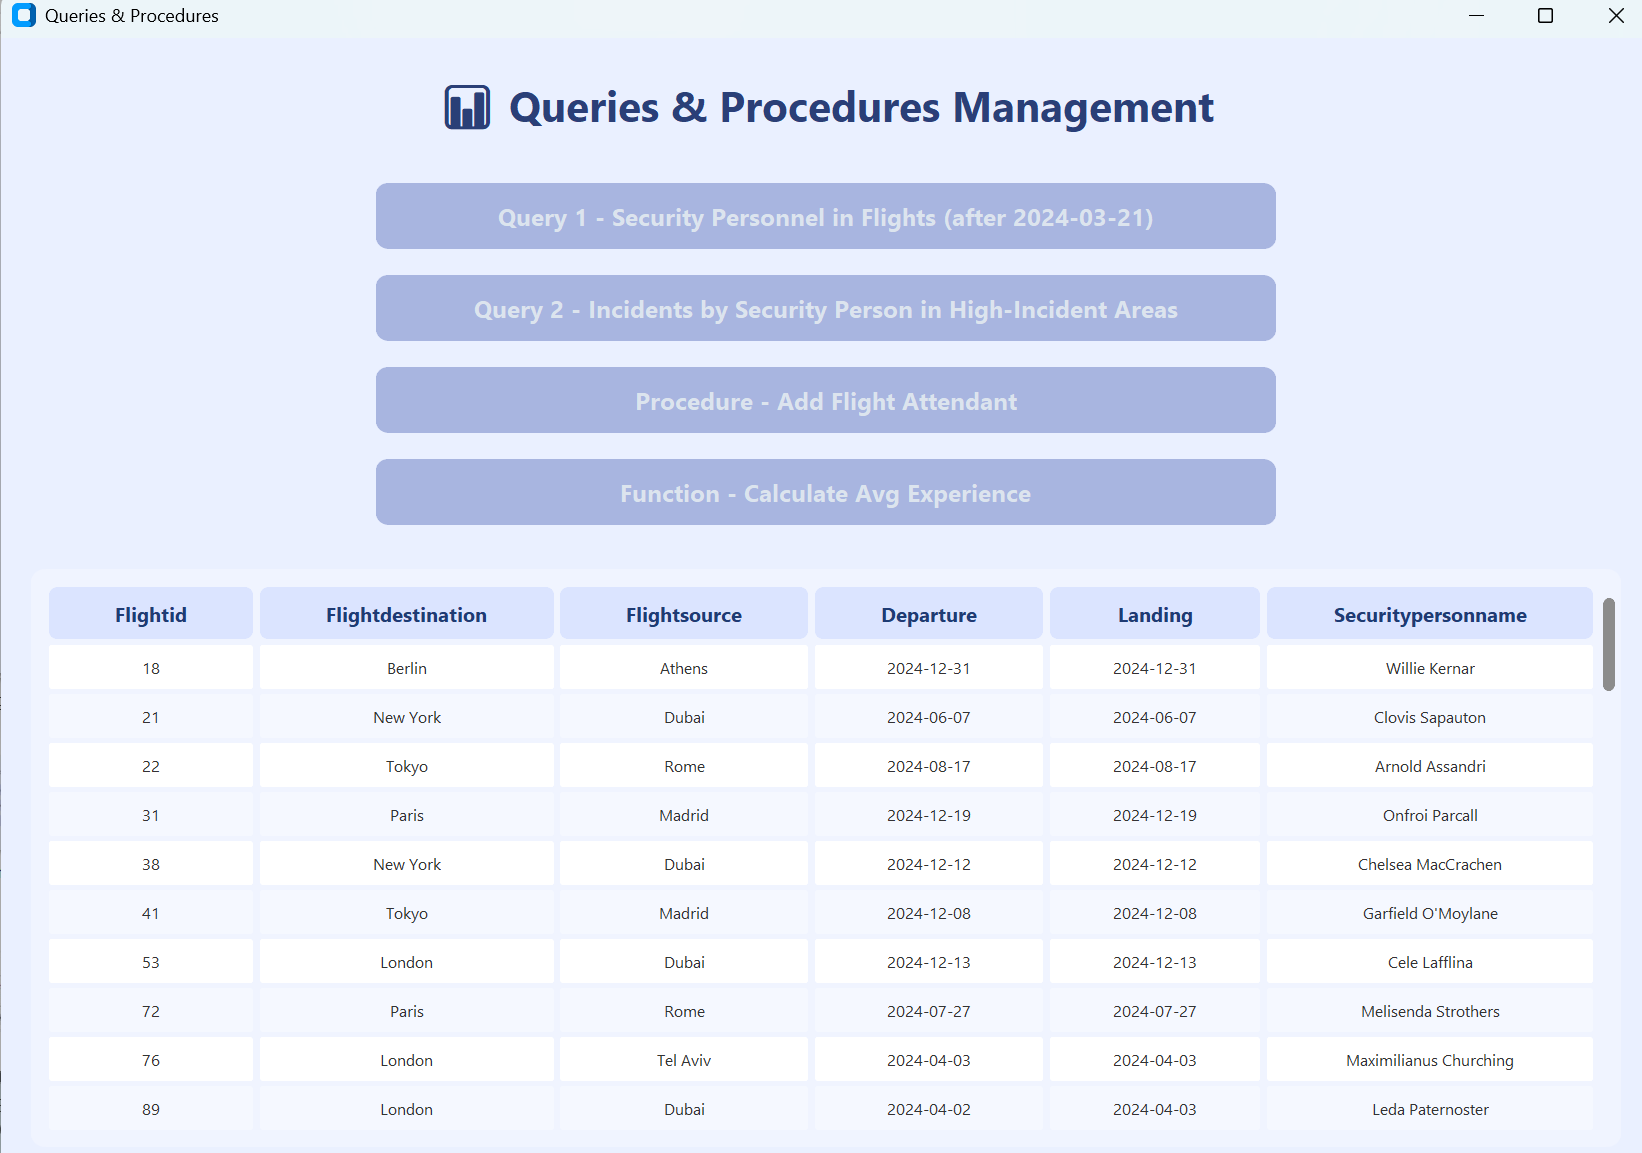 Queries & Procedures
Queries & Procedures Management
Query 1 - Security Personnel in Flights (after 2024-03-21)
Query 2 - Incidents by Security Person in High-Incident Areas
Procedure - Add Flight Attendant
Function - Calculate Avg Experience
Flightid Flightdestination Flightsource Departure Landing Securitypersonname
18 Berlin Athens 2024-12-31 2024-12-31 Willie Kernar
21 New York Dubai 2024-06-07 2024-06-07 Clovis Sapauton
22 Tokyo Rome 2024-08-17 2024-08-17 Arnold Assandri
31 Paris Madrid 2024-12-19 2024-12-19 Onfroi Parcall
38 New York Dubai 2024-12-12 2024-12-12 Chelsea MacCrachen
41 Tokyo Madrid 2024-12-08 2024-12-08 Garfield O'Moylane
53 London Dubai 2024-12-13 2024-12-13 Cele Lafflina
72 Paris Rome 2024-07-27 2024-07-27 Melisenda Strothers
76 London Tel Aviv 2024-04-03 2024-04-03 Maximilianus Churching
89 London Dubai 2024-04-02 2024-04-03 Leda Paternoster